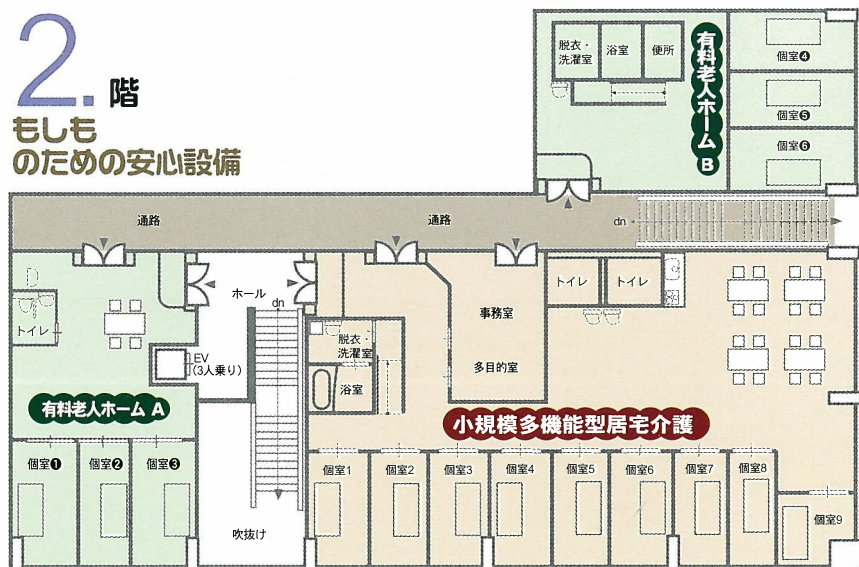 2.階
もしも
のための安心設備
脱衣・
洗濯室
浴室
便所
有料老人ホームB
個室❹
個室❺
個室❻
通路
通路
dn
ホール
dn
トイレ
EV
(3人乗り)
有料老人ホーム A
個室❶
個室❷
個室❸
吹抜け
脱衣・
洗濯室
浴室
事務室
多目的室
トイレ
トイレ
小規模多機能型居宅介護
個室1
個室2
個室3
個室4
個室5
個室6
個室7
個室8
個室9